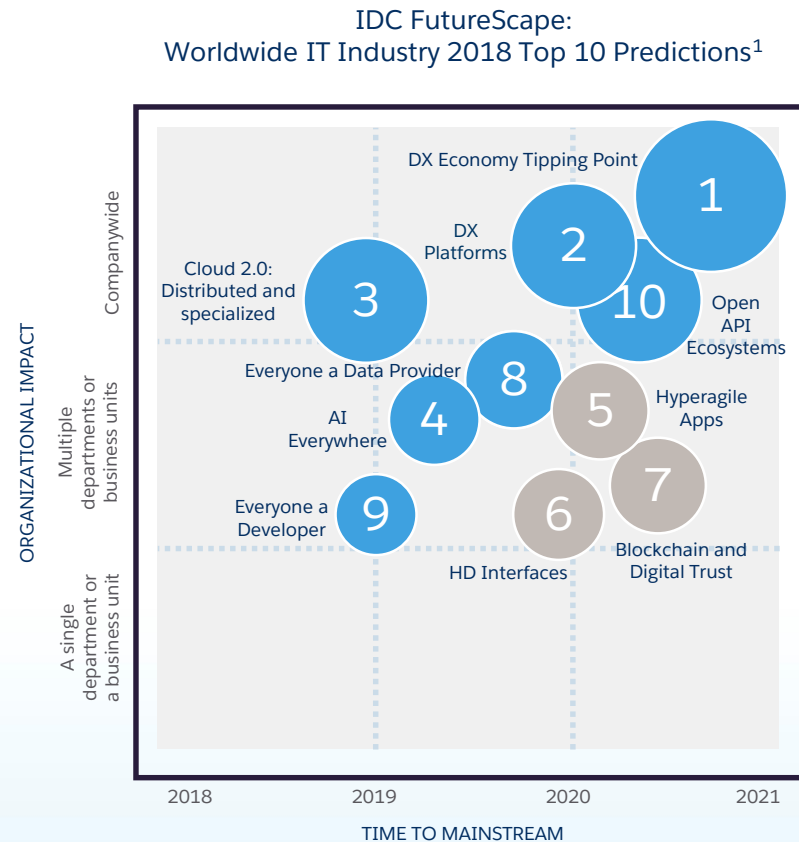 IDC FutureScape:
Worldwide IT Industry 2018 Top 10 Predictions1
ORGANIZATIONAL IMPACT
Companywide
Multiple
departments or
business units
A single
department or
a business unit
DX Economy Tipping Point
1
DX
Platforms
2
Cloud 2.0:
Distributed and
specialized
3
10
Open
API
Ecosystems
Everyone a Data Provider
8
AI
Everywhere
4
5
Hyperagile
Apps
Everyone a
Developer
9
6
HD Interfaces
7
Blockchain and
Digital Trust
2018
2019
2020
2021
TIME TO MAINSTREAM